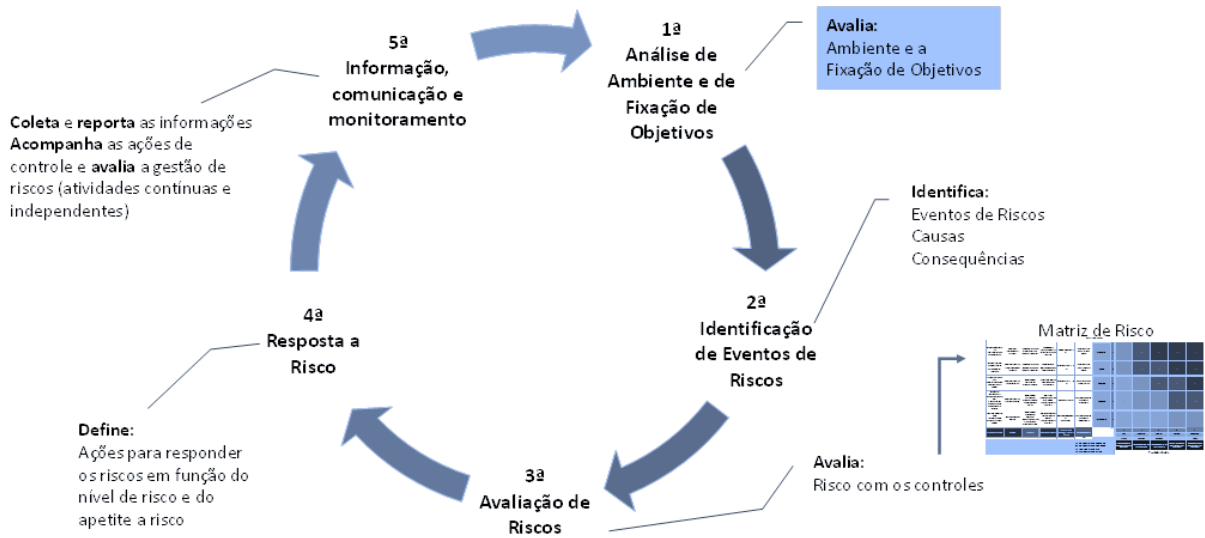 1ª
Análise de
Ambiente e de
Fixação de
Objetivos
Avalia:
Ambiente e a
Fixação de Objetivos
2ª
Identificação
de Eventos de
Riscos
Identifica:
Eventos de Riscos
Causas
Consequências
3ª
Avaliação de
Riscos
Avalia:
Risco com os controles
Matriz de Risco
4ª
Resposta a
Risco
Define:
Ações para responder
os riscos em função do
nível de risco e do
apetite a risco
5ª
Informação,
comunicação e
monitoramento
Coleta e reporta as informações
Acompanha as ações de
controle e avalia a gestão de
riscos (atividades contínuas e
independentes)